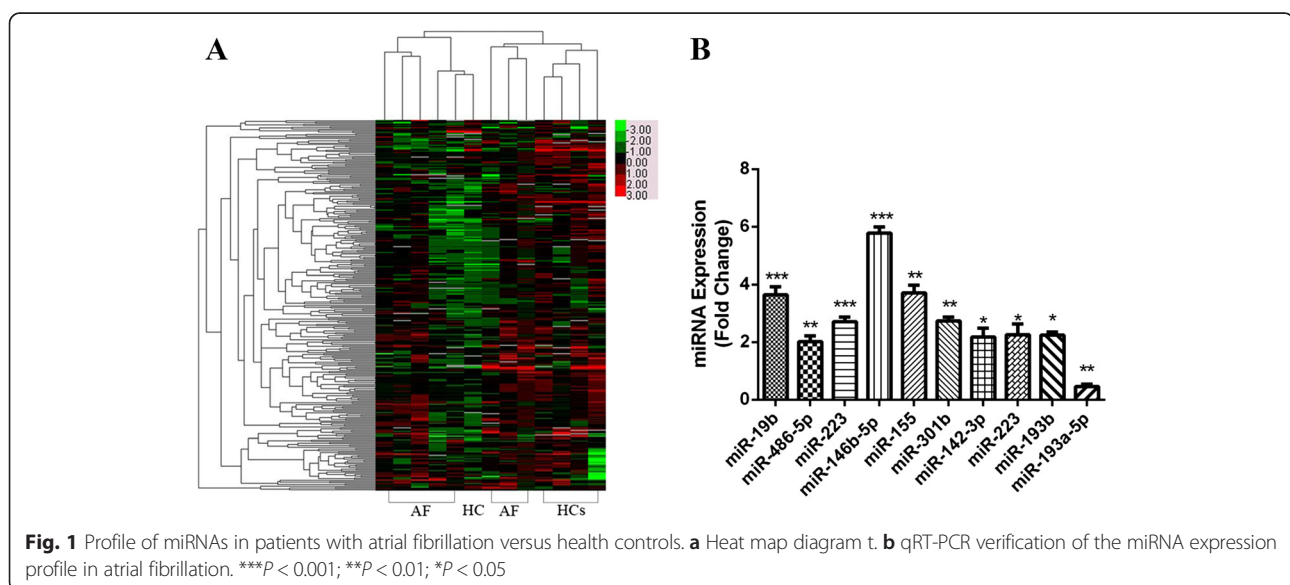 A
-3.00
-2.00
-1.00
0.00
1.00
2.00
3.00
AF HC AF HCs
B
miRNA Expression
(Fold Change)
8
6
4
2
0
***
**
***
***
**
**
*
*
*
**
miR-19b
miR-486-5p
miR-223
miR-146b-5p
miR-155
miR-301b
miR-142-3p
miR-223
miR-193b
miR-193a-5p
Fig. 1 Profile of miRNAs in patients with atrial fibrillation versus health controls. a Heat map diagram t. b qRT-PCR verification of the miRNA expression
profile in atrial fibrillation. ***P < 0.001; **P < 0.01; *P < 0.05